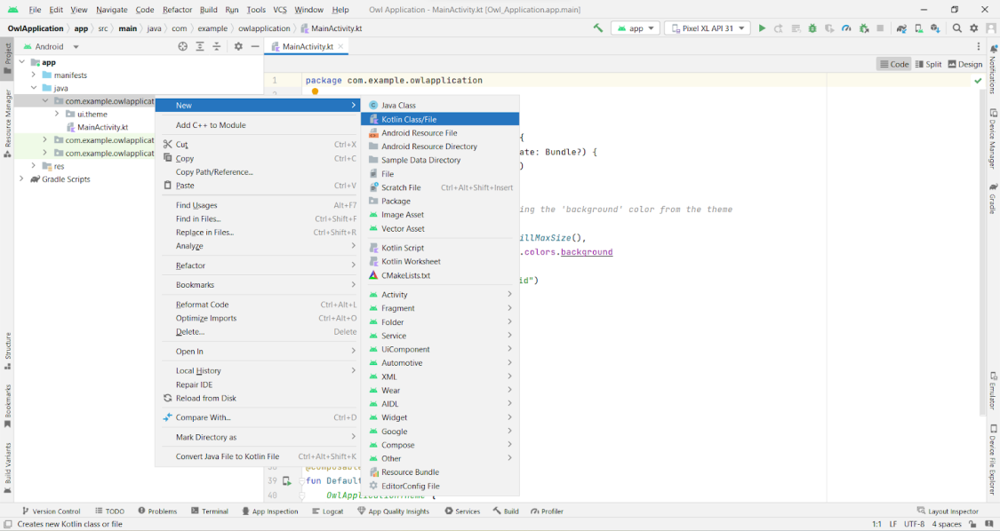 File Edit View Navigate Code Refactor Build Run Tools VCS Window Help Owl Application - MainActivity.kt [Owl_Application.app.main]
OwlApplication app src main java com example owlapplication MainActivity.kt app Pixel XL API 31
Project
Resource Manager
Structure
Bookmarks
Build Variants
Android
app
manifests
java
com.example.owlapplicat
ui.theme
MainActivity.kt
com.example.owlapplicat
com.example.owlapplicat
res
Gradle Scripts
MainActivity.kt
Code Split Design
1 package com.example.owlapplication
2
{
ate: Bundle?) {
)
ing the 'background' color from the theme
illMaxSize(),
.colors.background
id")
@Composable
39 fun Default
40 OwlApplicationTheme {
New
Add C++ to Module
Cut Ctrl+X
Copy Ctrl+C
Copy Path/Reference...
Paste Ctrl+V
Find Usages Alt+F7
Find in Files... Ctrl+Shift+F
Replace in Files... Ctrl+Shift+R
Analyze
Refactor
Bookmarks
Reformat Code Ctrl+Alt+L
Optimize Imports Ctrl+Alt+O
Delete... Delete
Open In
Local History
Repair IDE
Reload from Disk
Compare With... Ctrl+D
Mark Directory as
Convert Java File to Kotlin File Ctrl+Alt+Shift+K
Java Class
Kotlin Class/File
Android Resource File
Android Resource Directory
Sample Data Directory
File
Scratch File Ctrl+Alt+Shift+Insert
Package
Image Asset
Vector Asset
Kotlin Script
Kotlin Worksheet
CMakeLists.txt
Activity
Fragment
Folder
Service
UiComponent
Automotive
XML
Wear
AIDL
Widget
Google
Compose
Other
Resource Bundle
EditorConfig File
Notifications
Device Manager
Gradle
Emulator
Device File Explorer
Version Control TODO Problems Terminal App Inspection Logcat App Quality Insights Services Build Profiler Layout Inspector
Creates new Kotlin class or file 1:1 LF UTF-8 4 spaces